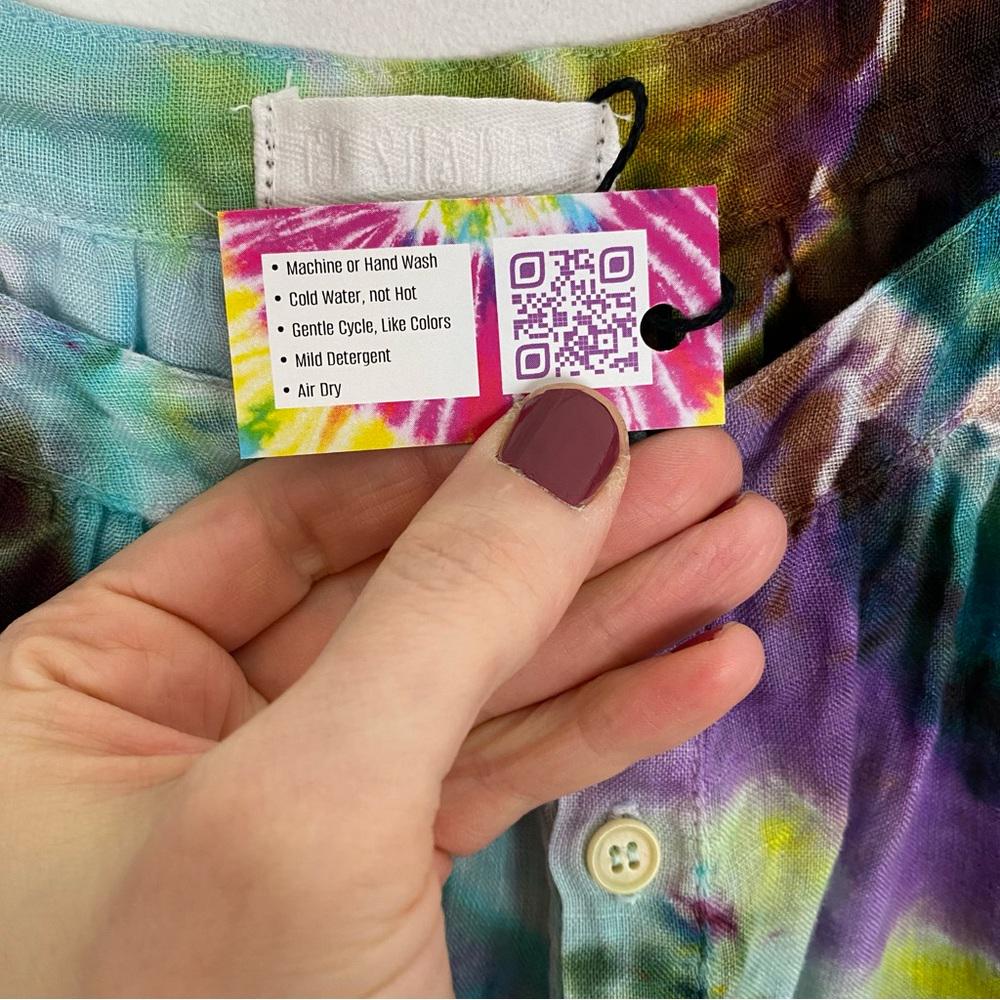 • Machine or Hand Wash
• Cold Water, not Hot
• Gentle Cycle, Like Colors
• Mild Detergent
• Air Dry